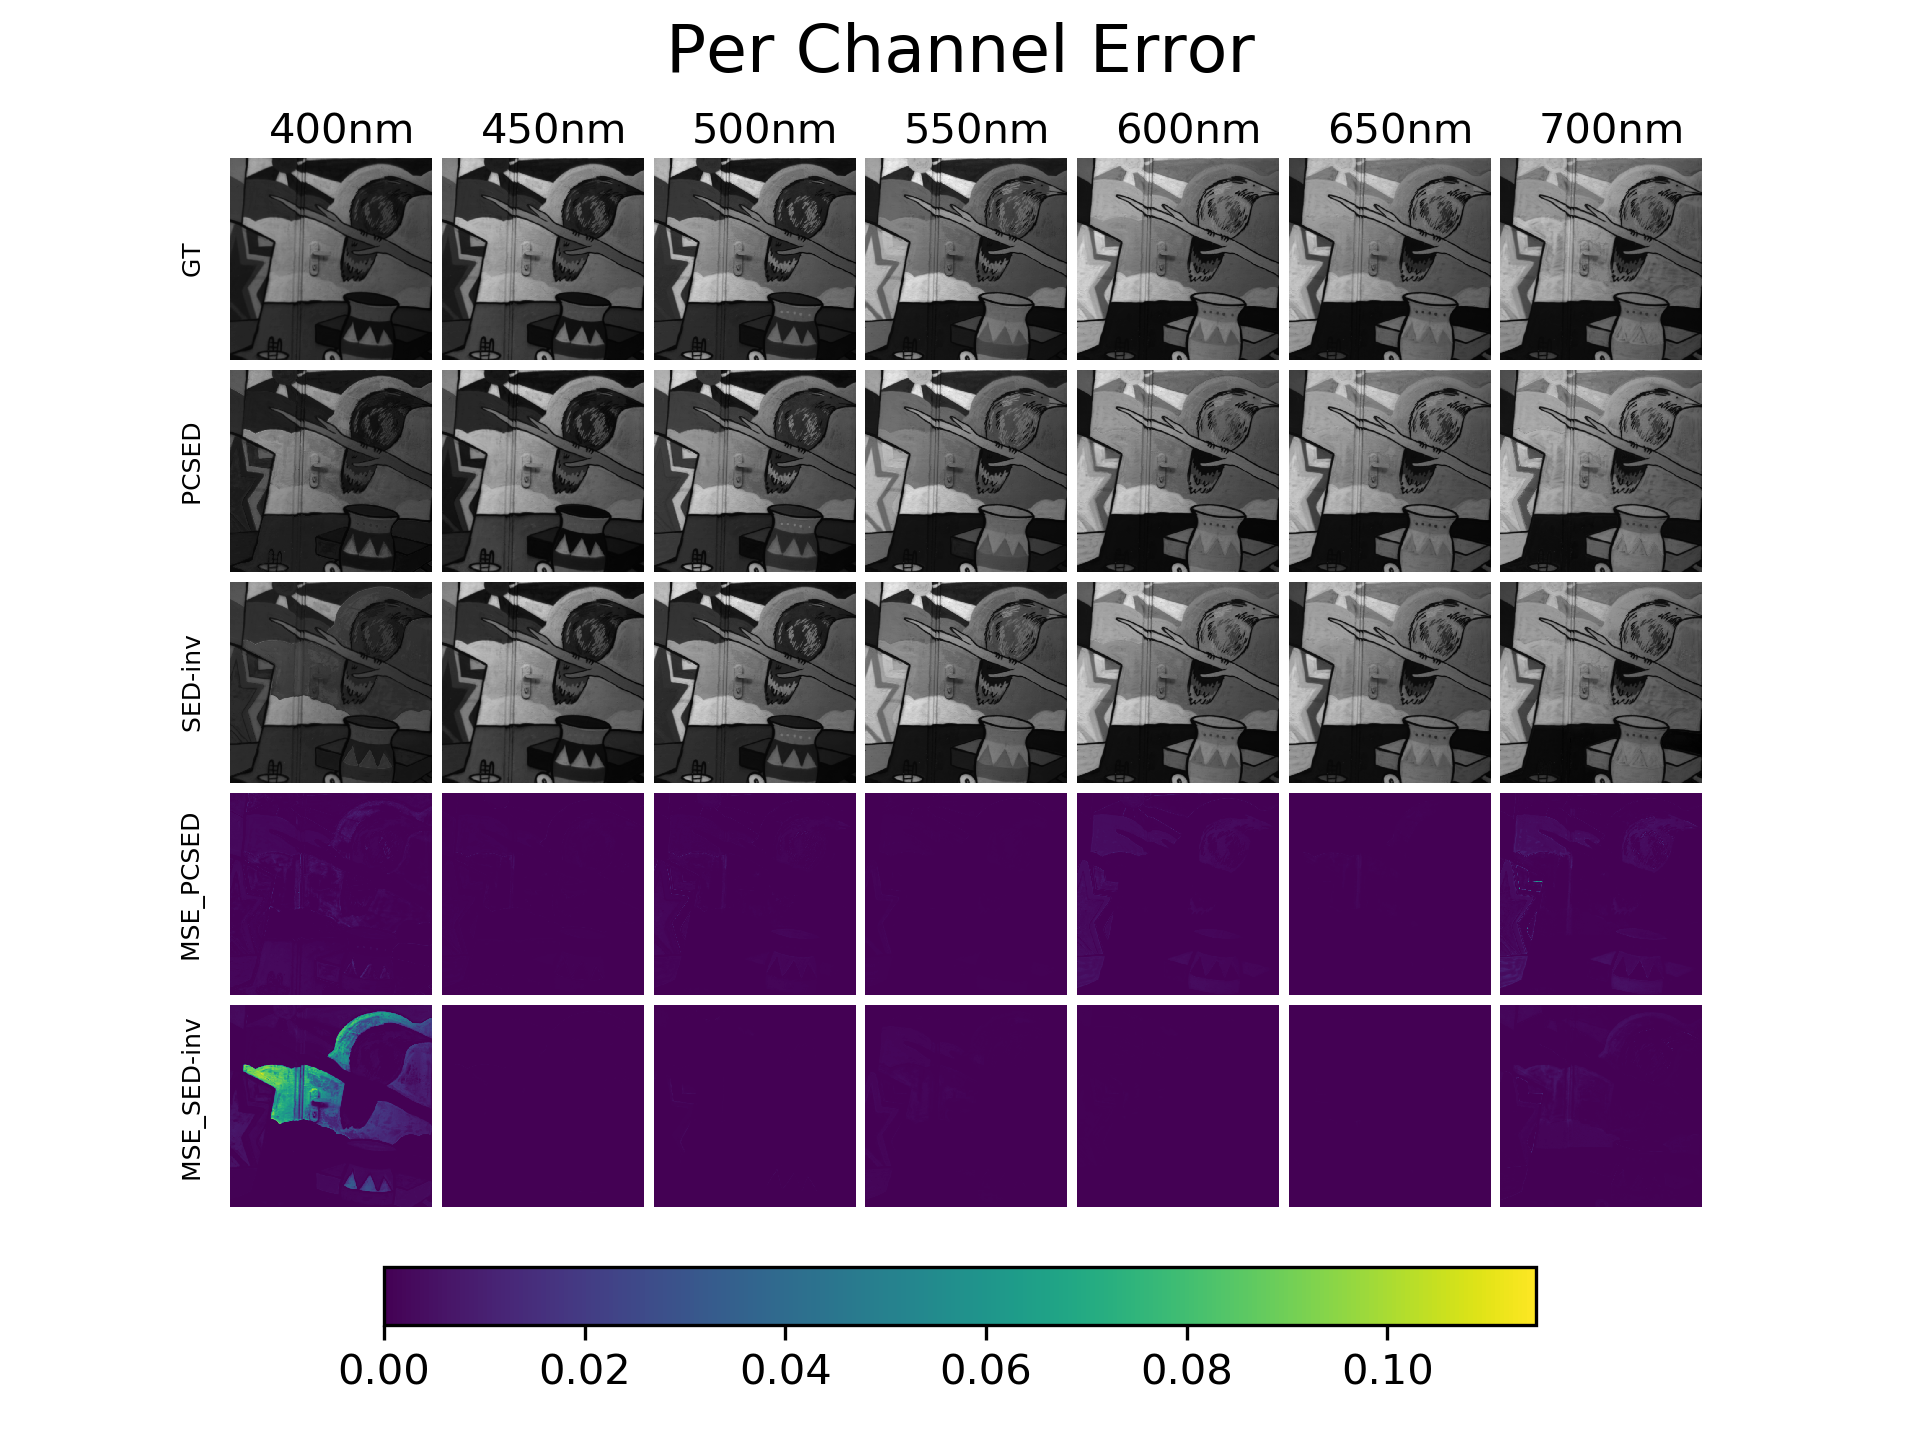 Per Channel Error
400nm 450nm 500nm 550nm 600nm 650nm 700nm
GT
PCSED
SED-inv
MSE_PCSED
MSE_SED-inv
0.00 0.02 0.04 0.06 0.08 0.10